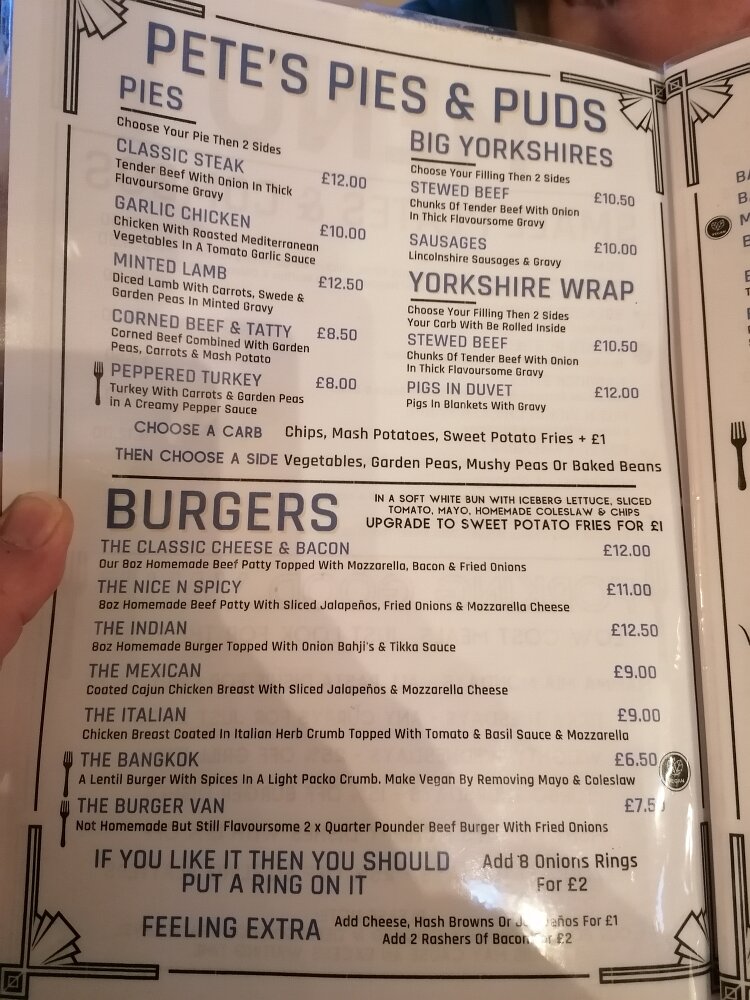 PETE'S PIES & PUDS
PIES
Choose Your Pie Then 2 Sides
CLASSIC STEAK £12.00
Tender Beef With Onion In Thick
Flavoursome Gravy
GARLIC CHICKEN £10.00
Chicken With Roasted Mediterranean
Vegetables In A Tomato Garlic Sauce
MINTED LAMB £12.50
Diced Lamb With Carrots, Swede &
Garden Peas In Minted Gravy
CORNED BEEF & TATTY £8.50
Corned Beef Combined With Garden
Peas, Carrots & Mash Potato
PEPPERED TURKEY £8.00
Turkey With Carrots & Garden Peas
in A Creamy Pepper Sauce
BIG YORKSHIRES
Choose Your Filling Then 2 Sides
STEWED BEEF £10.50
Chunks Of Tender Beef With Onion
In Thick Flavoursome Gravy
SAUSAGES £10.00
Lincolnshire Sausages & Gravy
YORKSHIRE WRAP
Choose Your Filling Then 2 Sides
Your Carb With Be Rolled Inside
STEWED BEEF £10.50
Chunks Of Tender Beef With Onion
In Thick Flavoursome Gravy
PIGS IN DUVET £12.00
Pigs In Blankets With Gravy
CHOOSE A CARB Chips, Mash Potatoes, Sweet Potato Fries + £1
THEN CHOOSE A SIDE Vegetables, Garden Peas, Mushy Peas Or Baked Beans
BURGERS
IN A SOFT WHITE BUN WITH ICEBERG LETTUCE, SLICED
TOMATO, MAYO, HOMEMADE COLESLAW & CHIPS
UPGRADE TO SWEET POTATO FRIES FOR £1
THE CLASSIC CHEESE & BACON £12.00
Our 8oz Homemade Beef Patty Topped With Mozzarella, Bacon & Fried Onions
THE NICE N SPICY £11.00
8oz Homemade Beef Patty With Sliced Jalapeños, Fried Onions & Mozzarella Cheese
THE INDIAN £12.50
8oz Homemade Burger Topped With Onion Bahji's & Tikka Sauce
THE MEXICAN £9.00
Coated Cajun Chicken Breast With Sliced Jalapeños & Mozzarella Cheese
THE ITALIAN £9.00
Chicken Breast Coated In Italian Herb Crumb Topped With Tomato & Basil Sauce & Mozzarella
THE BANGKOK £6.50
A Lentil Burger With Spices In A Light Packo Crumb. Make Vegan By Removing Mayo & Coleslaw
THE BURGER VAN £7.50
Not Homemade But Still Flavoursome 2 x Quarter Pounder Beef Burger With Fried Onions
IF YOU LIKE IT THEN YOU SHOULD
PUT A RING ON IT
Add 8 Onions Rings
For £2
FEELING EXTRA
Add Cheese, Hash Browns Or Jalapeños For £1
Add 2 Rashers Of Bacon For £2